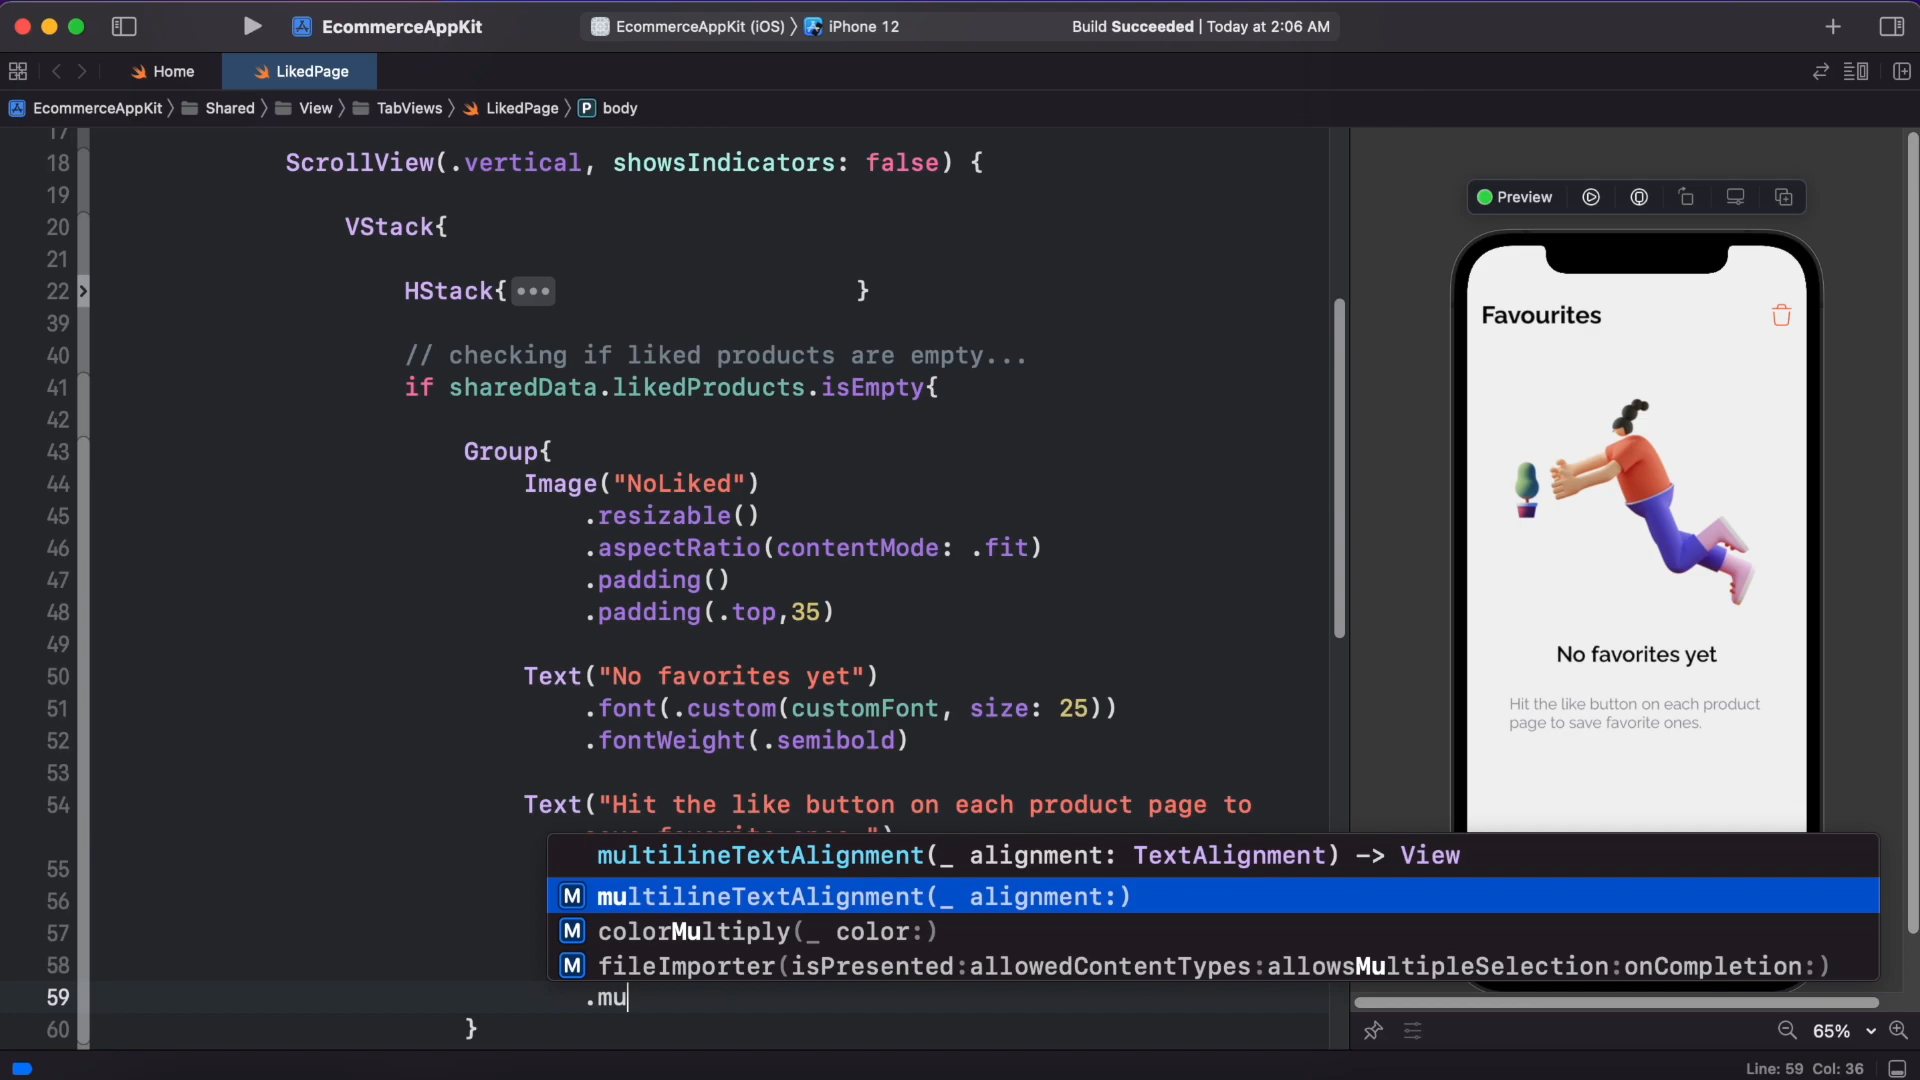 EcommerceAppKit
EcommerceAppKit (iOS) 〉 iPhone 12
Build Succeeded | Today at 2:06 AM
Home
LikedPage
EcommerceAppKit 〉 Shared 〉 View 〉 TabViews 〉 LikedPage 〉 P body
17
18 ScrollView(.vertical, showsIndicators: false) {
19
20 VStack{
21
22 HStack{••• }
39
40 // checking if liked products are empty...
41 if sharedData.likedProducts.isEmpty{
42
43 Group{
44 Image("NoLiked")
45 .resizable()
46 .aspectRatio(contentMode: .fit)
47 .padding()
48 .padding(.top,35)
49
50 Text("No favorites yet")
51 .font(.custom(customFont, size: 25))
52 .fontWeight(.semibold)
53
54 Text("Hit the like button on each product page to
save favorite ones.")
55
56
57
58
59 .mu
60 }
multilineTextAlignment(_ alignment: TextAlignment) -> View
M multilineTextAlignment(_ alignment:)
M colorMultiply(_ color:)
M fileImporter(isPresented:allowedContentTypes:allowsMultipleSelection:onCompletion:)
Preview
Favourites
No favorites yet
Hit the like button on each product
page to save favorite ones.
65%
Line: 59 Col: 36